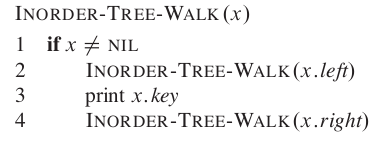 INORDER-TREE-WALK(x)
1 if x ≠ NIL
2 INORDER-TREE-WALK(x.left)
3 print x.key
4 INORDER-TREE-WALK(x.right)